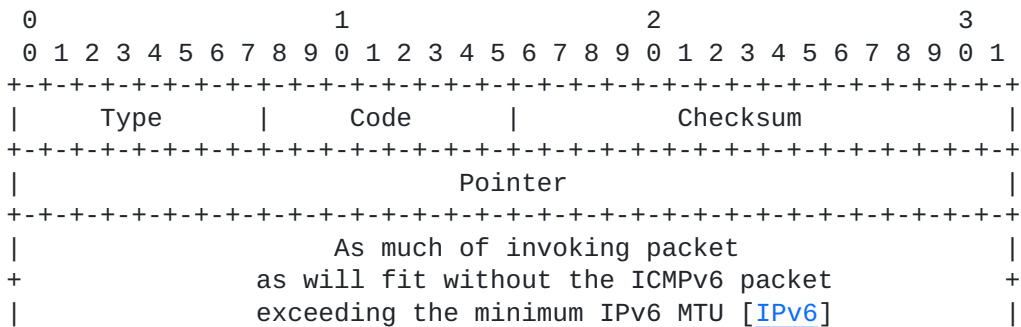 0                   1                   2                   3
 0 1 2 3 4 5 6 7 8 9 0 1 2 3 4 5 6 7 8 9 0 1 2 3 4 5 6 7 8 9 0 1
+-+-+-+-+-+-+-+-+-+-+-+-+-+-+-+-+-+-+-+-+-+-+-+-+-+-+-+-+-+-+-+-+
|     Type      |     Code      |          Checksum             |
+-+-+-+-+-+-+-+-+-+-+-+-+-+-+-+-+-+-+-+-+-+-+-+-+-+-+-+-+-+-+-+-+
|                            Pointer                            |
+-+-+-+-+-+-+-+-+-+-+-+-+-+-+-+-+-+-+-+-+-+-+-+-+-+-+-+-+-+-+-+-+
|                    As much of invoking packet                 |
+               as will fit without the ICMPv6 packet           +
|               exceeding the minimum IPv6 MTU [IPv6]           |